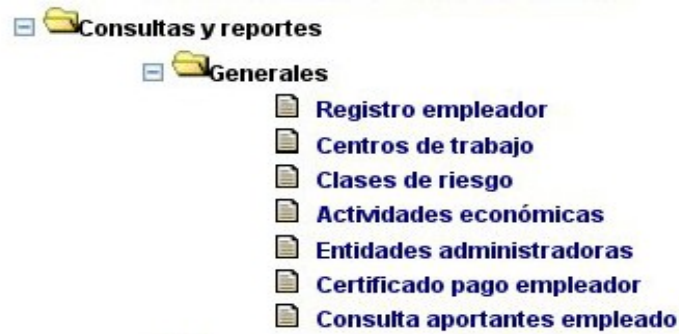 Consultas y reportes
Generales
Registro empleador
Centros de trabajo
Clases de riesgo
Actividades económicas
Entidades administradoras
Certificado pago empleador
Consulta aportantes empleado